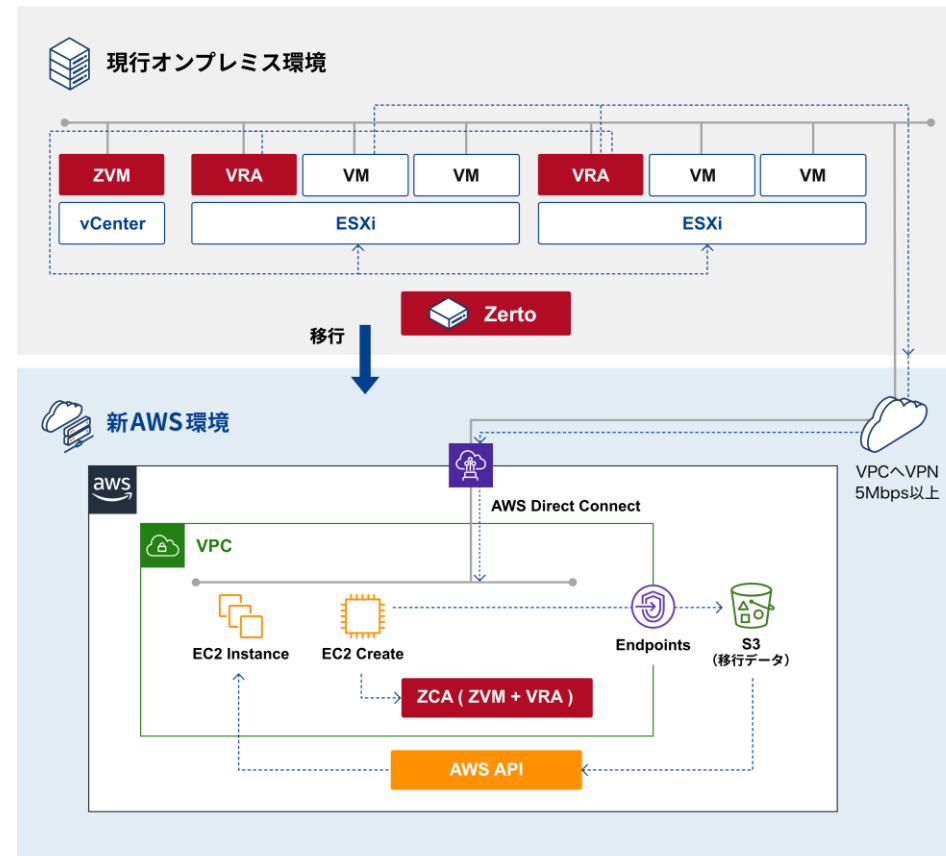 現行オンプレミス環境
ZVM
VRA
VM
VM
VRA
VM
VM
vCenter
ESXi
ESXi
Zerto
移行
新AWS環境
VPCへVPN
5Mbps以上
aws
AWS Direct Connect
VPC
EC2 Instance
EC2 Create
Endpoints
S3
（移行データ）
ZCA ( ZVM + VRA )
AWS API